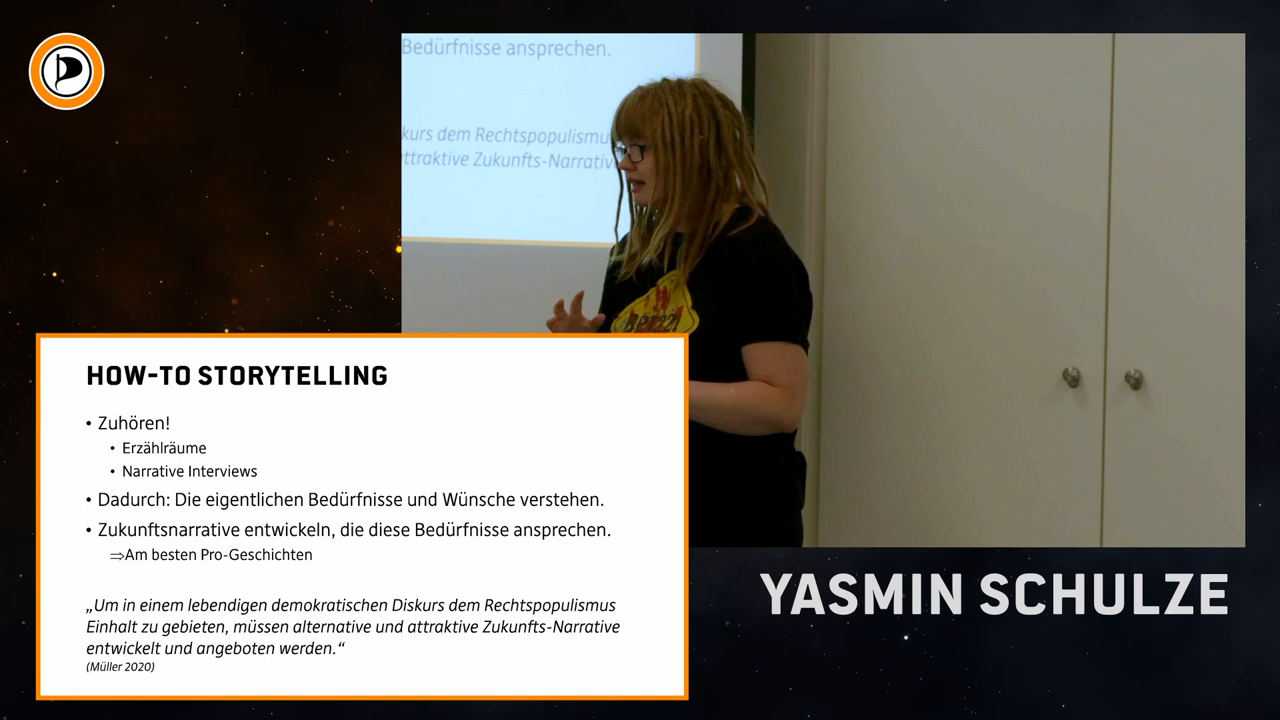 Bedürfnisse ansprechen.
kurs dem Rechtspopulismu
ttraktive Zukunfts-Narrativ
HOW-TO STORYTELLING
• Zuhören!
• Erzählräume
• Narrative Interviews
• Dadurch: Die eigentlichen Bedürfnisse und Wünsche verstehen.
• Zukunftsnarrative entwickeln, die diese Bedürfnisse ansprechen.
⇒Am besten Pro-Geschichten
„Um in einem lebendigen demokratischen Diskurs dem Rechtspopulismus
Einhalt zu gebieten, müssen alternative und attraktive Zukunfts-Narrative
entwickelt und angeboten werden.“
(Müller 2020)
YASMIN SCHULZE